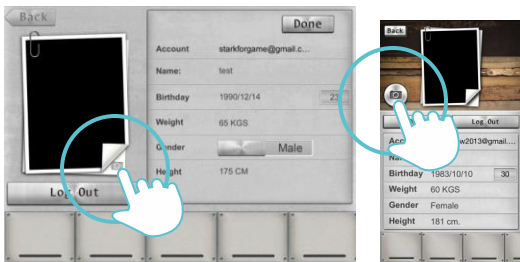 Back
Done
Account starkforgame@gmail.c...
Name: test
Birthday 1990/12/14 23
Weight 65 KGS
Gender Male
Height 175 CM
Log Out
Back
Log Out
w2013@gmail....
Birthday 1983/10/10 30
Weight 60 KGS
Gender Female
Height 181 cm.